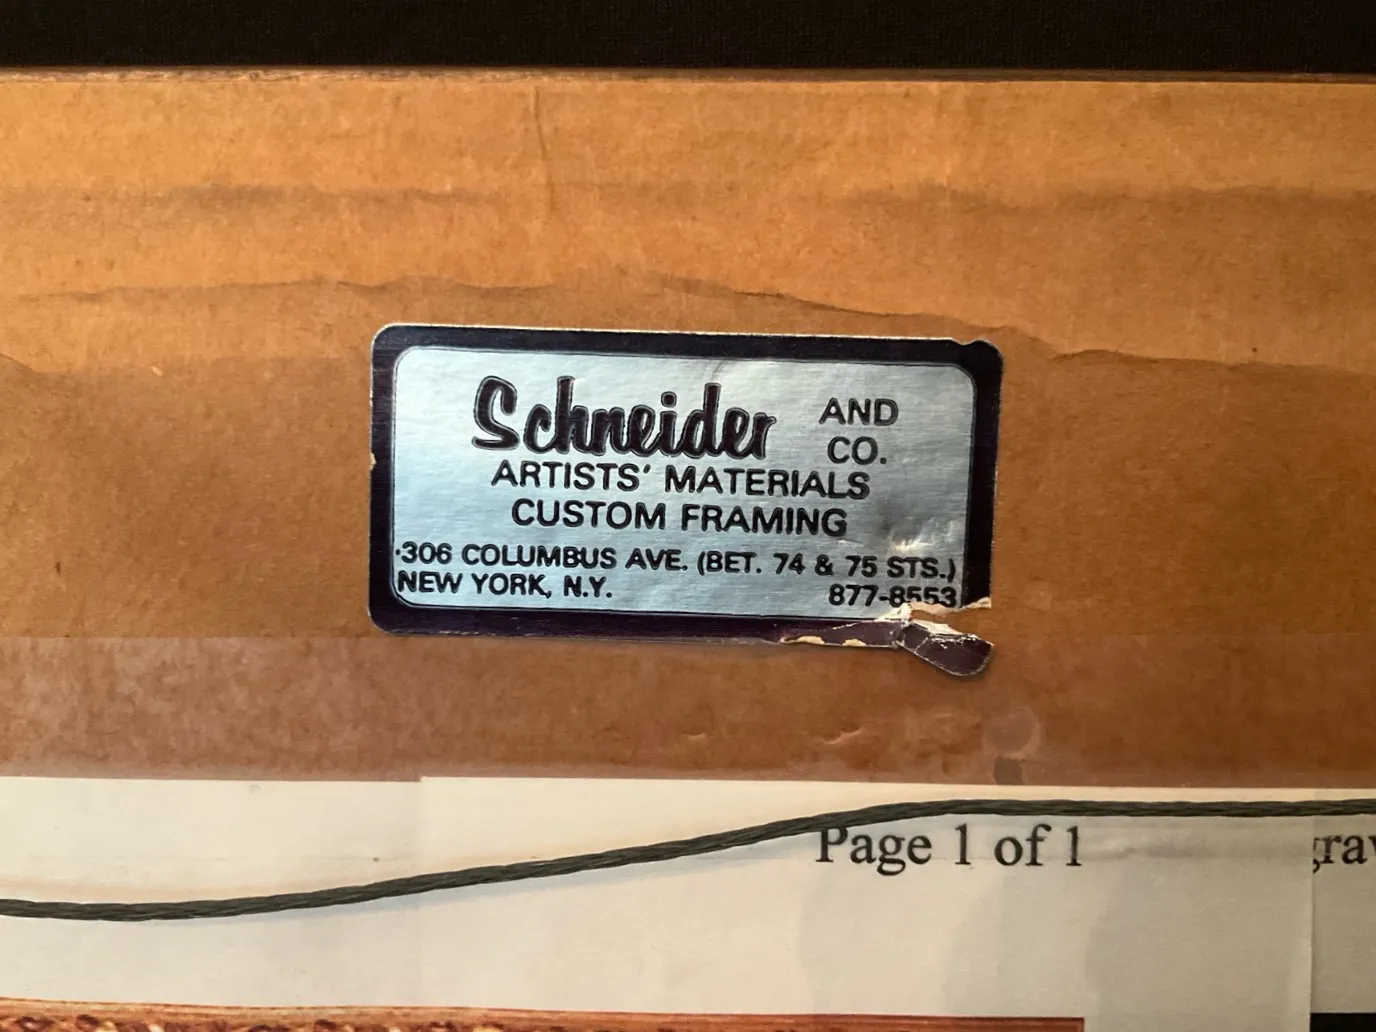 Schneider AND CO.
ARTISTS' MATERIALS
CUSTOM FRAMING
306 COLUMBUS AVE. (BET. 74 & 75 STS.)
NEW YORK, N.Y. 877-8553
Page 1 of 1